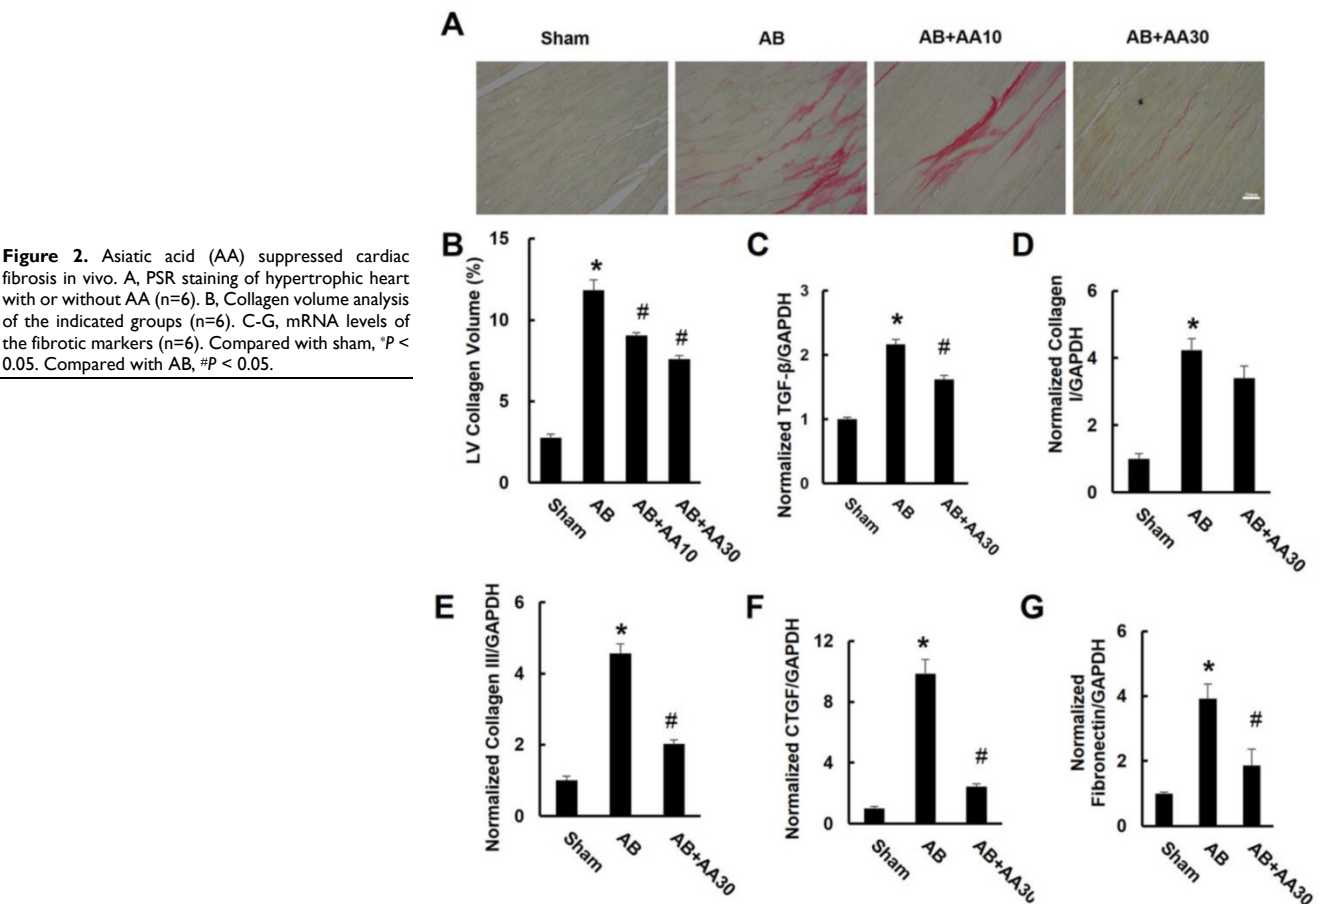 Figure 2. Asiatic acid (AA) suppressed cardiac
fibrosis in vivo. A, PSR staining of hypertrophic heart
with or without AA (n=6). B, Collagen volume analysis
of the indicated groups (n=6). C-G, mRNA levels of
the fibrotic markers (n=6). Compared with sham, *P <
0.05. Compared with AB, #P < 0.05.
A
Sham
AB
AB+AA10
AB+AA30
B
LV Collagen Volume (%)
15
10
5
0
*
#
#
Sham
AB
AB+AA10
AB+AA30
C
Normalized TGF-β/GAPDH
3
2
1
0
*
#
Sham
AB
AB+AA30
D
Normalized Collagen
I/GAPDH
6
4
2
0
*
Sham
AB
AB+AA30
E
Normalized Collagen III/GAPDH
6
4
2
0
*
#
Sham
AB
AB+AA30
F
Normalized CTGF/GAPDH
12
8
4
0
*
#
Sham
AB
AB+AA30
G
Normalized
Fibronectin/GAPDH
6
4
2
0
*
#
Sham
AB
AB+AA30